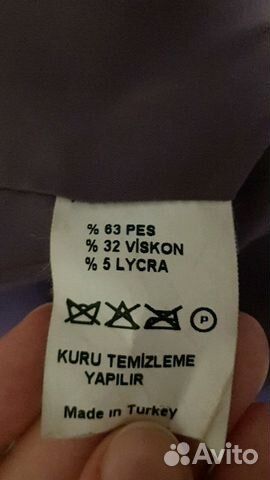 % 63 PES
% 32 VİSKON
% 5 LYCRA
P
KURU TEMİZLEME
YAPILIR
Made in Turkey
Avito